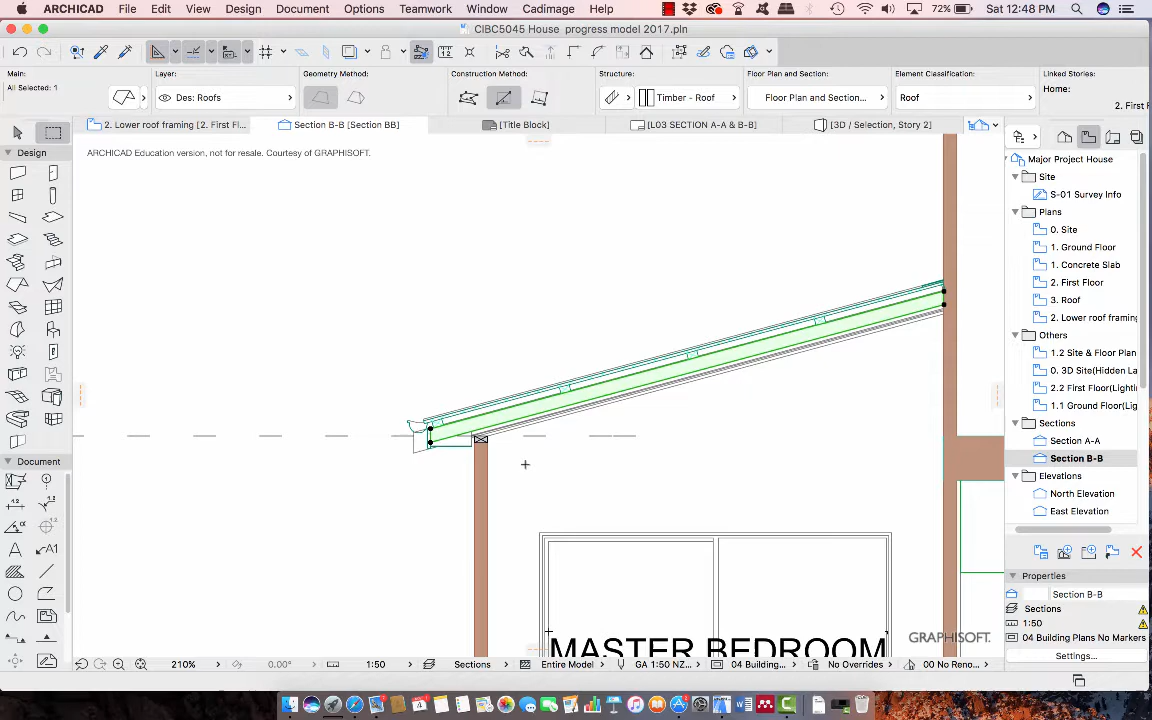 ARCHICAD File Edit View Design Document Options Teamwork Window Cadimage Help 72% Sat 12:48 PM
CIBC5045 House progress model 2017.pln
Main: Layer: Geometry Method: Construction Method: Structure: Floor Plan and Section: Element Classification: Linked Stories:
All Selected: 1 Home:
Des: Roofs Timber - Roof Floor Plan and Section... Roof 2. First F
2. Lower roof framing [2. First Fl... Section B-B [Section BB] [Title Block] [L03 SECTION A-A & B-B] [3D / Selection, Story 2]
ARCHICAD Education version, not for resale. Courtesy of GRAPHISOFT.
Design
Document
MASTER BEDROOM
GRAPHISOFT.
Major Project House
Site
S-01 Survey Info
Plans
0. Site
1. Ground Floor
1. Concrete Slab
2. First Floor
3. Roof
2. Lower roof framing
Others
1.2 Site & Floor Plan
0. 3D Site(Hidden La
2.2 First Floor(Lighti
1.1 Ground Floor(Lig
Sections
Section A-A
Section B-B
Elevations
North Elevation
East Elevation
Properties
Section B-B
Sections
1:50
04 Building Plans No Markers
Settings...
210% 0.00° 1:50 Sections Entire Model GA 1:50 NZ... 04 Building... No Overrides 00 No Reno...